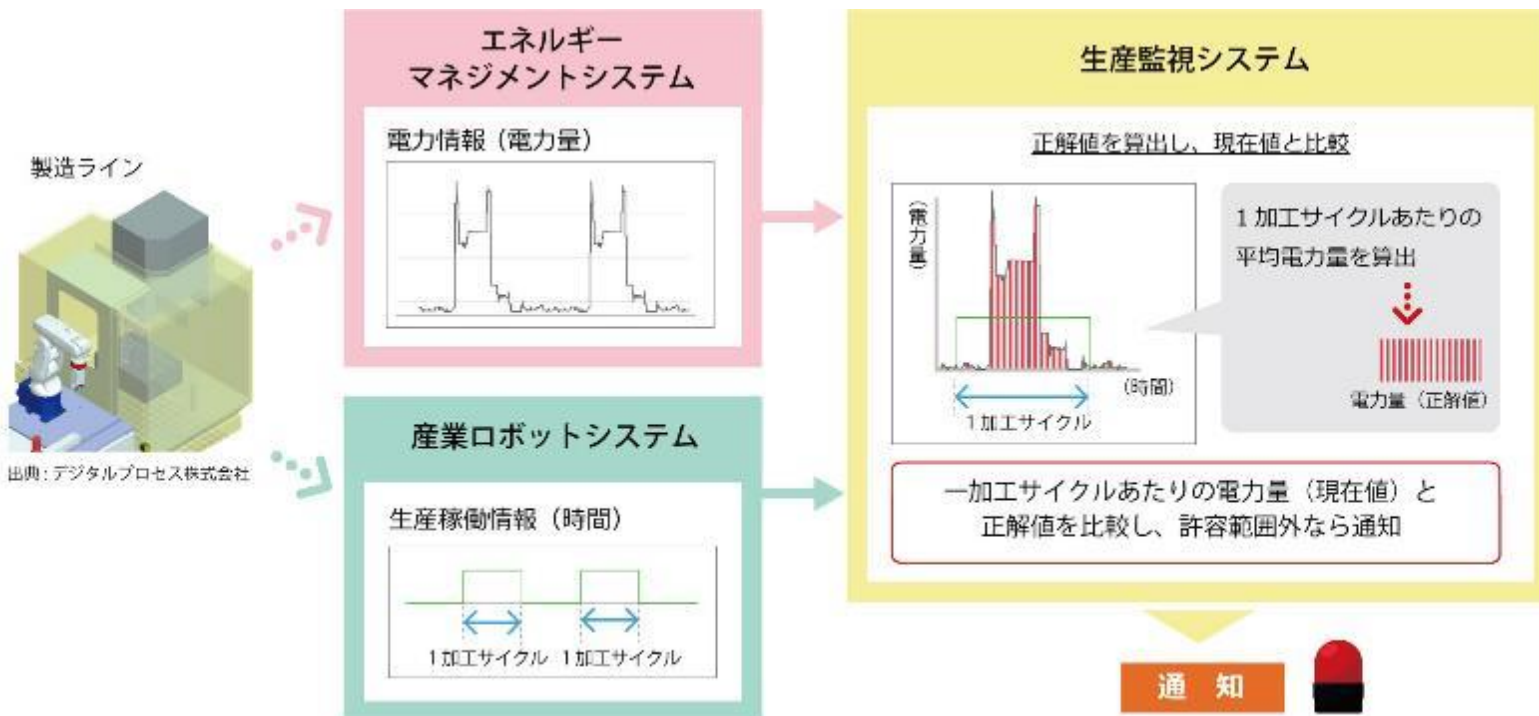 製造ライン
出典：デジタルプロセス株式会社
エネルギー
マネジメントシステム
電力情報（電力量）
産業ロボットシステム
生産稼働情報（時間）
1加工サイクル
1加工サイクル
生産監視システム
正解値を算出し、現在値と比較
（電力量）
（時間）
1加工サイクル
1加工サイクルあたりの
平均電力量を算出
電力量（正解値）
一加工サイクルあたりの電力量（現在値）と
正解値を比較し、許容範囲外なら通知
通 知